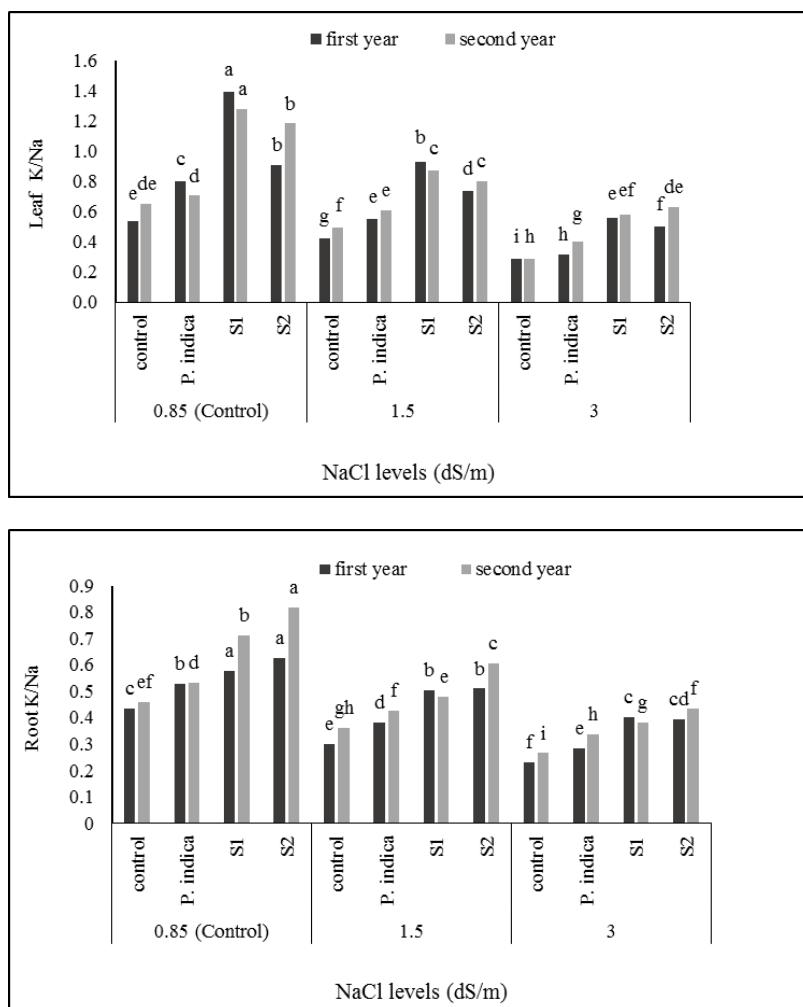 first year second year
1.6
1.4
1.2
1.0
0.8
0.6
0.4
0.2
0.0
Leaf K/Na
e de c d a a b b g f e e b c d c i h h g e ef f de
control P. indica S1 S2 control P. indica S1 S2 control P. indica S1 S2
0.85 (Control) 1.5 3
NaCl levels (dS/m)
first year second year
0.9
0.8
0.7
0.6
0.5
0.4
0.3
0.2
0.1
0
Root K/Na
c ef b d a b a a e gh d f b e b c f i e h c g cd f
control P. indica S1 S2 control P. indica S1 S2 control P. indica S1 S2
0.85 (Control) 1.5 3
NaCl levels (dS/m)